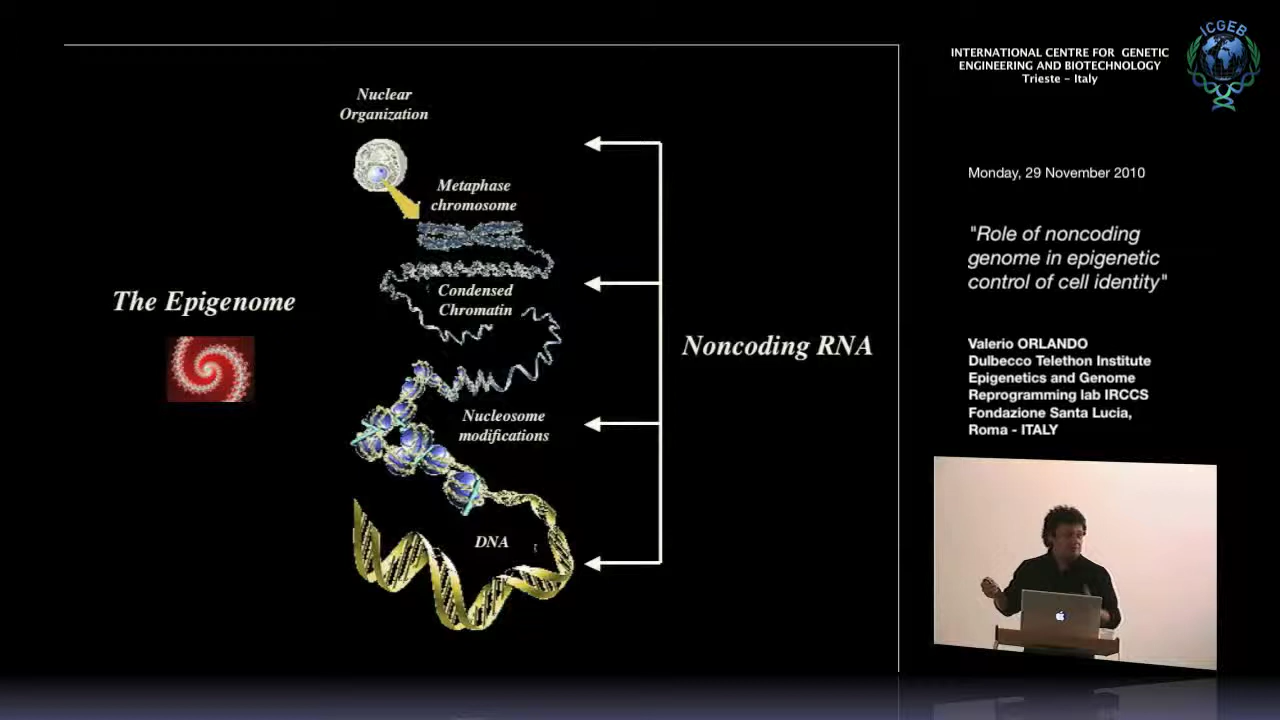 Nuclear
Organization
Metaphase
chromosome
Condensed
Chromatin
The Epigenome
Noncoding RNA
Nucleosome
modifications
DNA
INTERNATIONAL CENTRE FOR GENETIC
ENGINEERING AND BIOTECHNOLOGY
Trieste – Italy
ICGEB
Monday, 29 November 2010
"Role of noncoding
genome in epigenetic
control of cell identity"
Valerio ORLANDO
Dulbecco Telethon Institute
Epigenetics and Genome
Reprogramming lab IRCCS
Fondazione Santa Lucia,
Roma - ITALY